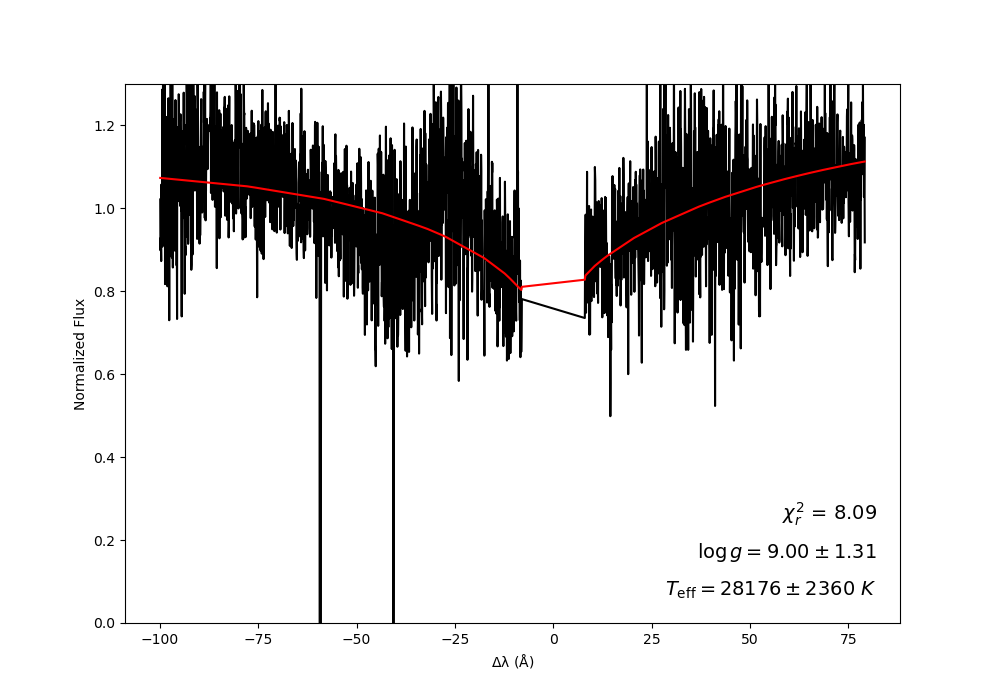 1.2
1.0
0.8
0.6
0.4
0.2
0.0
Normalized Flux
χ²ᵣ = 8.09
log g = 9.00 ± 1.31
T_eff = 28176 ± 2360 K
−100 −75 −50 −25 0 25 50 75
Δλ (Å)